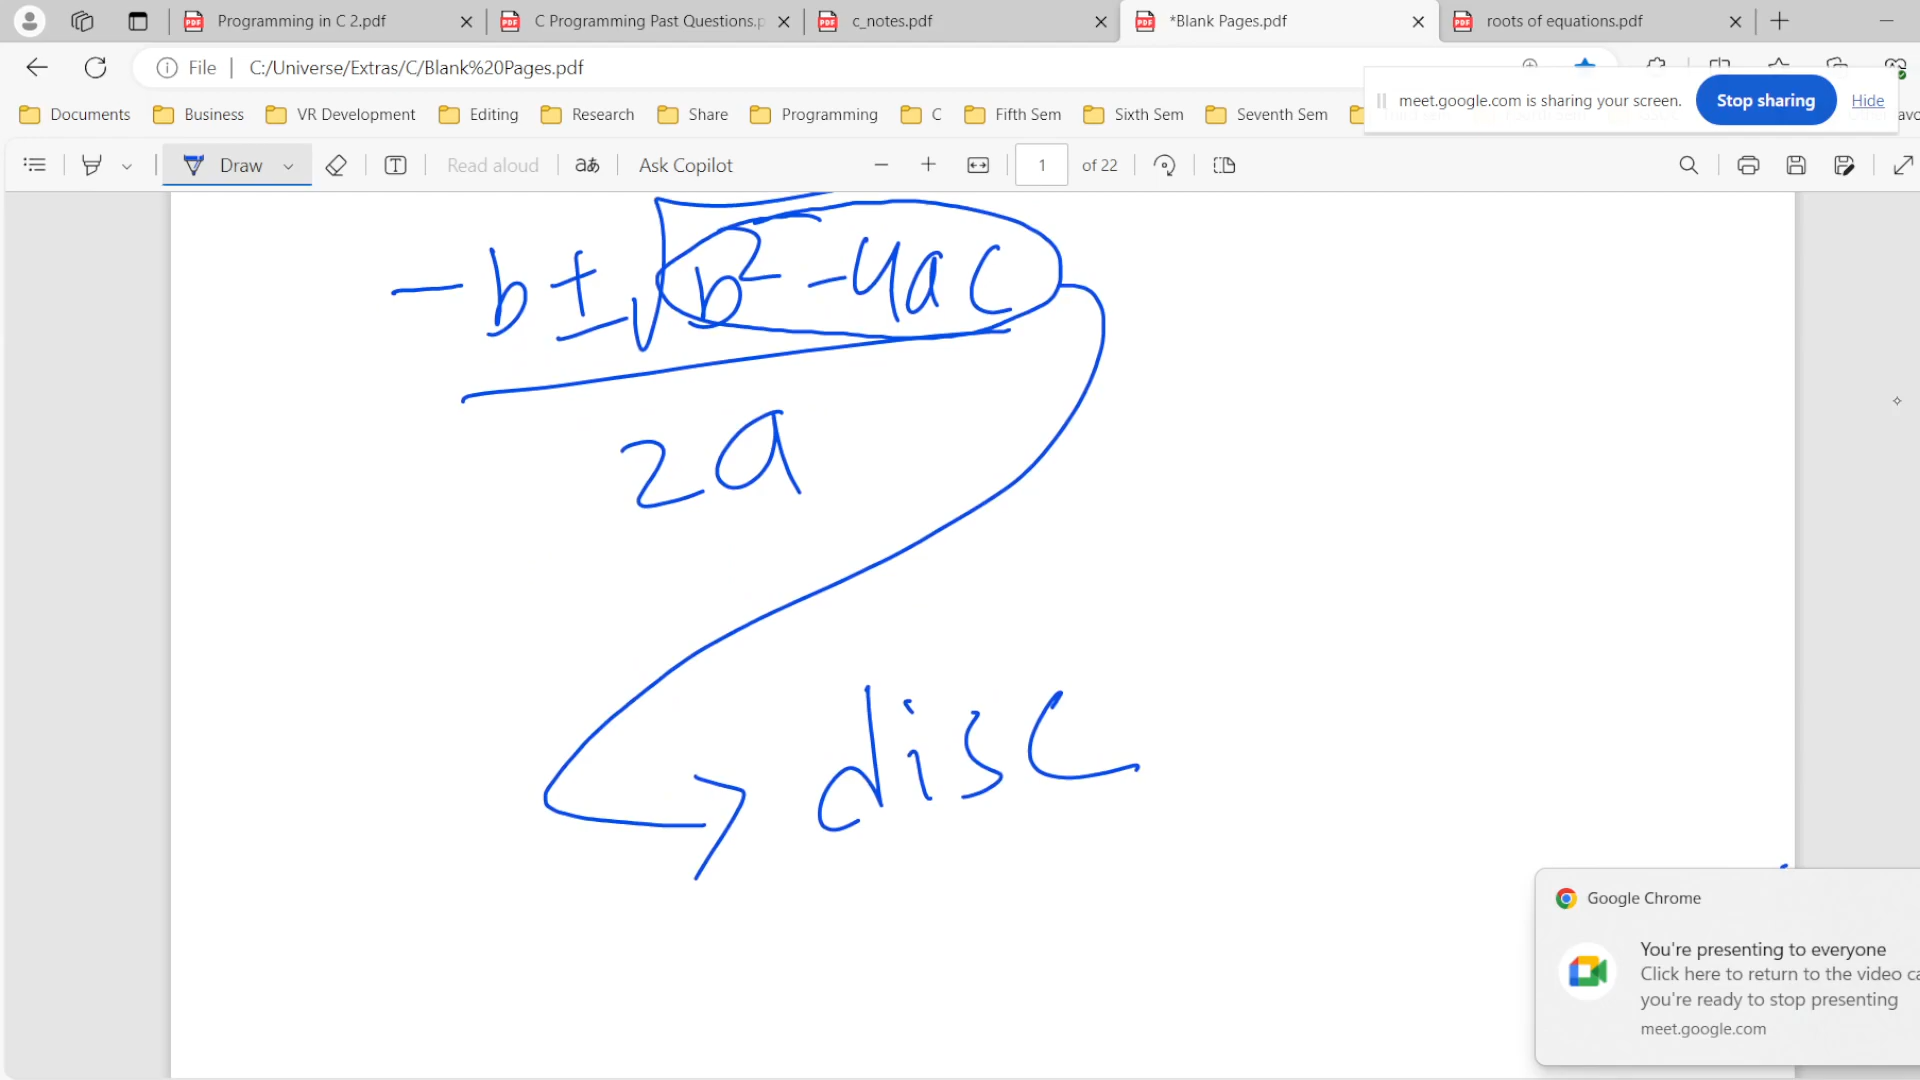 Programming in C 2.pdf
C Programming Past Questions.p
c_notes.pdf
*Blank Pages.pdf
roots of equations.pdf
File
C:/Universe/Extras/C/Blank%20Pages.pdf
meet.google.com is sharing your screen.
Stop sharing
Hide
Documents
Business
VR Development
Editing
Research
Share
Programming
C
Fifth Sem
Sixth Sem
Seventh Sem
Draw
Read aloud
aあ
Ask Copilot
1
of 22
-b±√b²-4ac
2a
disc
Google Chrome
You're presenting to everyone
Click here to return to the video ca
you're ready to stop presenting
meet.google.com